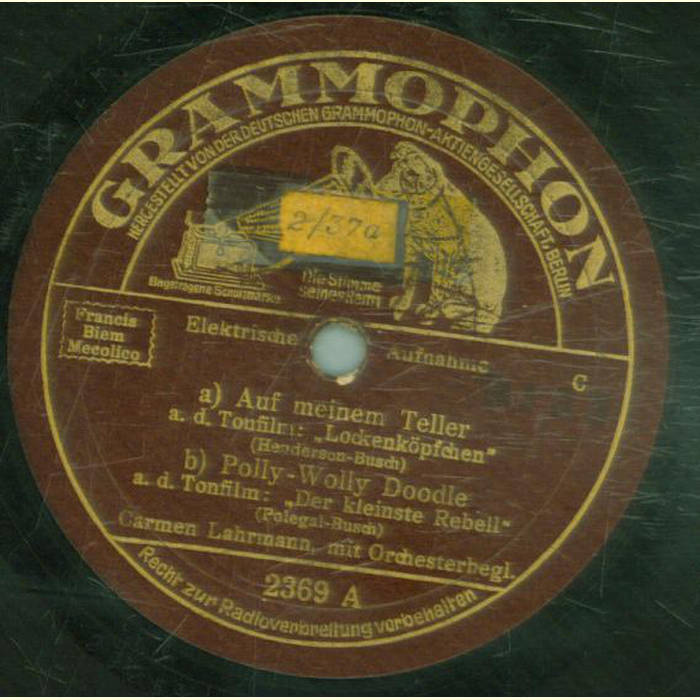 GRAMMOPHON
HERGESTELLT VON DER DEUTSCHEN GRAMMOPHON-AKTIENGESELLSCHAFT, BERLIN
2/37a
Eingetragene Schutzmarke
Die Stimme
seines Herrn
Francis
Biem
Mecolico
Elektrische Aufnahme
C
a) Auf meinem Teller
a. d. Tonfilm: „Lockenköpfchen“
(Henderson-Busch)
b) Polly-Wolly Doodle
a. d. Tonfilm: „Der kleinste Rebell“
(Polegal-Busch)
Carmen Lahrmann, mit Orchesterbegl.
2369 A
Recht zur Radioverbreitung vorbehalten